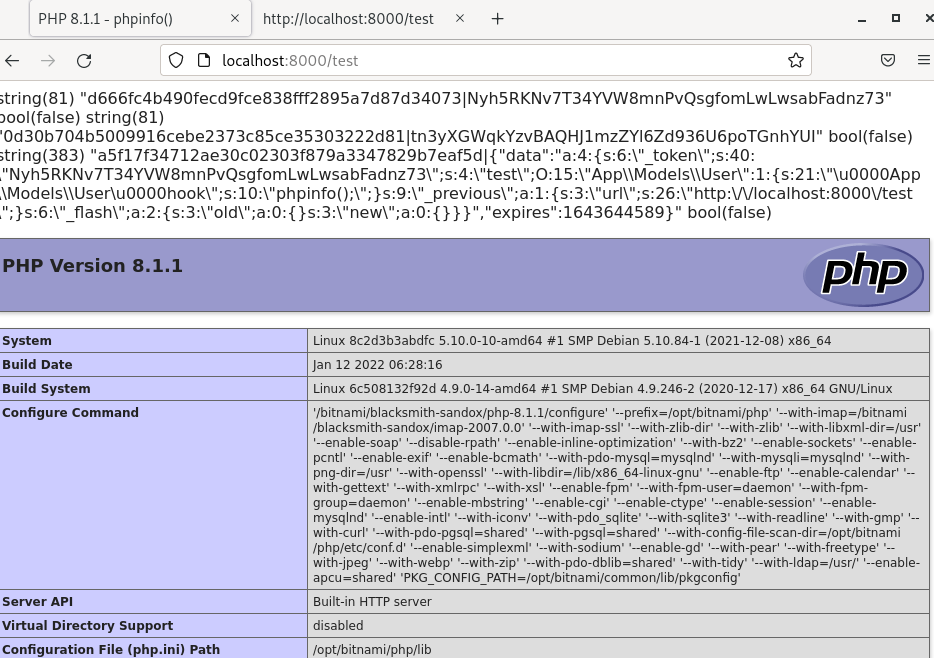 PHP 8.1.1 - phpinfo()
http://localhost:8000/test
localhost:8000/test
string(81) "d666fc4b490fecd9fce838fff2895a7d87d34073|Nyh5RKNv7T34YVW8mnPvQsgfomLwLwsabFadnz73"
bool(false) string(81)
"0d30b704b5009916cebe2373c85ce35303222d81|tn3yXGWqkYzvBAQHJ1mzZYl6Zd936U6poTGnhYUI" bool(false)
string(383) "a5f17f34712ae30c02303f879a3347829b7eaf5d|{"data":"a:4:{s:6:\"_token\";s:40:
\"Nyh5RKNv7T34YVW8mnPvQsgfomLwLwsabFadnz73\";s:4:\"test\";O:15:\"App\\Models\\User\":1:{s:21:\"\u0000App
\\Models\\User\u0000hook\";s:10:\"phpinfo();\";}s:9:\"_previous\";a:1:{s:3:\"url\";s:26:\"http:\/\/localhost:8000\/test
\";}s:6:\"_flash\";a:2:{s:3:\"old\";a:0:{}s:3:\"new\";a:0:{}}}","expires":1643644589}" bool(false)
PHP Version 8.1.1
php
System Linux 8c2d3b3abdfc 5.10.0-10-amd64 #1 SMP Debian 5.10.84-1 (2021-12-08) x86_64
Build Date Jan 12 2022 06:28:16
Build System Linux 6c508132f92d 4.9.0-14-amd64 #1 SMP Debian 4.9.246-2 (2020-12-17) x86_64 GNU/Linux
Configure Command '/bitnami/blacksmith-sandox/php-8.1.1/configure' '--prefix=/opt/bitnami/php' '--with-imap=/bitnami
/blacksmith-sandox/imap-2007.0.0' '--with-imap-ssl' '--with-zlib-dir' '--with-zlib' '--with-libxml-dir=/usr'
'--enable-soap' '--disable-rpath' '--enable-inline-optimization' '--with-bz2' '--enable-sockets' '--enable-
pcntl' '--enable-exif' '--enable-bcmath' '--with-pdo-mysql=mysqlnd' '--with-mysqli=mysqlnd' '--with-
png-dir=/usr' '--with-openssl' '--with-libdir=/lib/x86_64-linux-gnu' '--enable-ftp' '--enable-calendar' '--
with-gettext' '--with-xmlrpc' '--with-xsl' '--enable-fpm' '--with-fpm-user=daemon' '--with-fpm-
group=daemon' '--enable-mbstring' '--enable-cgi' '--enable-ctype' '--enable-session' '--enable-
mysqlnd' '--enable-intl' '--with-iconv' '--with-pdo_sqlite' '--with-sqlite3' '--with-readline' '--with-gmp' '--
with-curl' '--with-pdo-pgsql=shared' '--with-pgsql=shared' '--with-config-file-scan-dir=/opt/bitnami
/php/etc/conf.d' '--enable-simplexml' '--with-sodium' '--enable-gd' '--with-pear' '--with-freetype' '--
with-jpeg' '--with-webp' '--with-zip' '--with-pdo-dblib=shared' '--with-tidy' '--with-ldap=/usr/' '--enable-
apcu=shared' 'PKG_CONFIG_PATH=/opt/bitnami/common/lib/pkgconfig'
Server API Built-in HTTP server
Virtual Directory Support disabled
Configuration File (php.ini) Path /opt/bitnami/php/lib